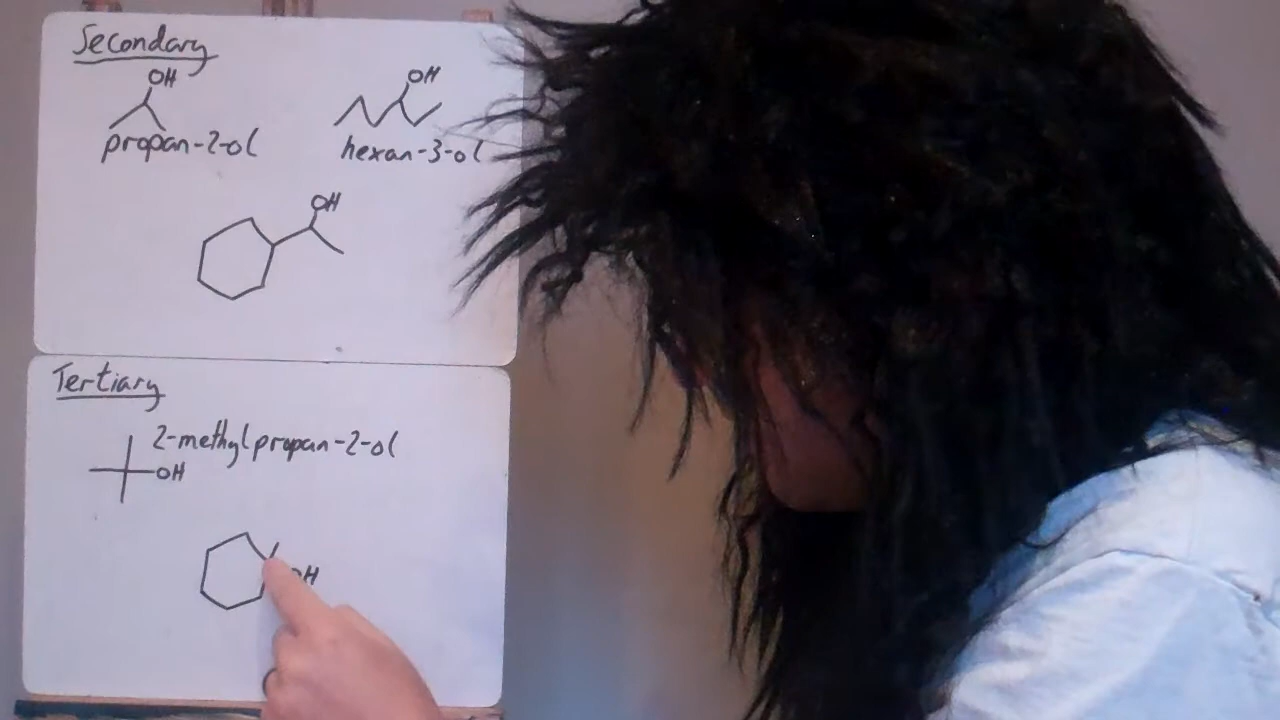 Secondary
OH
OH
propan-2-ol
hexan-3-ol
OH
Tertiary
2-methylpropan-2-ol
OH
OH